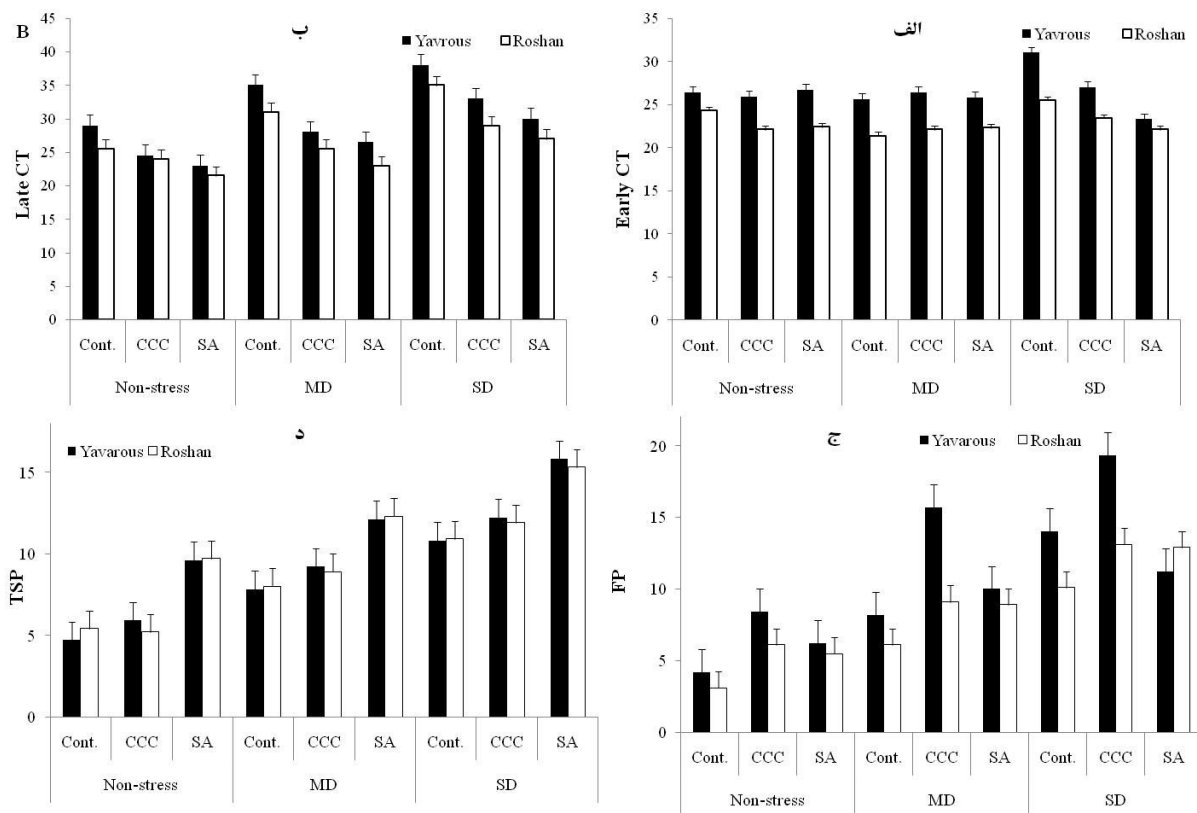 B
ب
Yavrous Roshan
Late CT
45
40
35
30
25
20
15
10
5
0
Cont. CCC SA Cont. CCC SA Cont. CCC SA
Non-stress MD SD
الف
Yavrous Roshan
Early CT
35
30
25
20
15
10
5
0
Cont. CCC SA Cont. CCC SA Cont. CCC SA
Non-stress MD SD
د
Yavarous Roshan
TSP
15
10
5
0
Cont. CCC SA Cont. CCC SA Cont. CCC SA
Non-stress MD SD
ج
Yavarous Roshan
FP
20
15
10
5
0
Cont. CCC SA Cont. CCC SA Cont. CCC SA
Non-stress MD SD